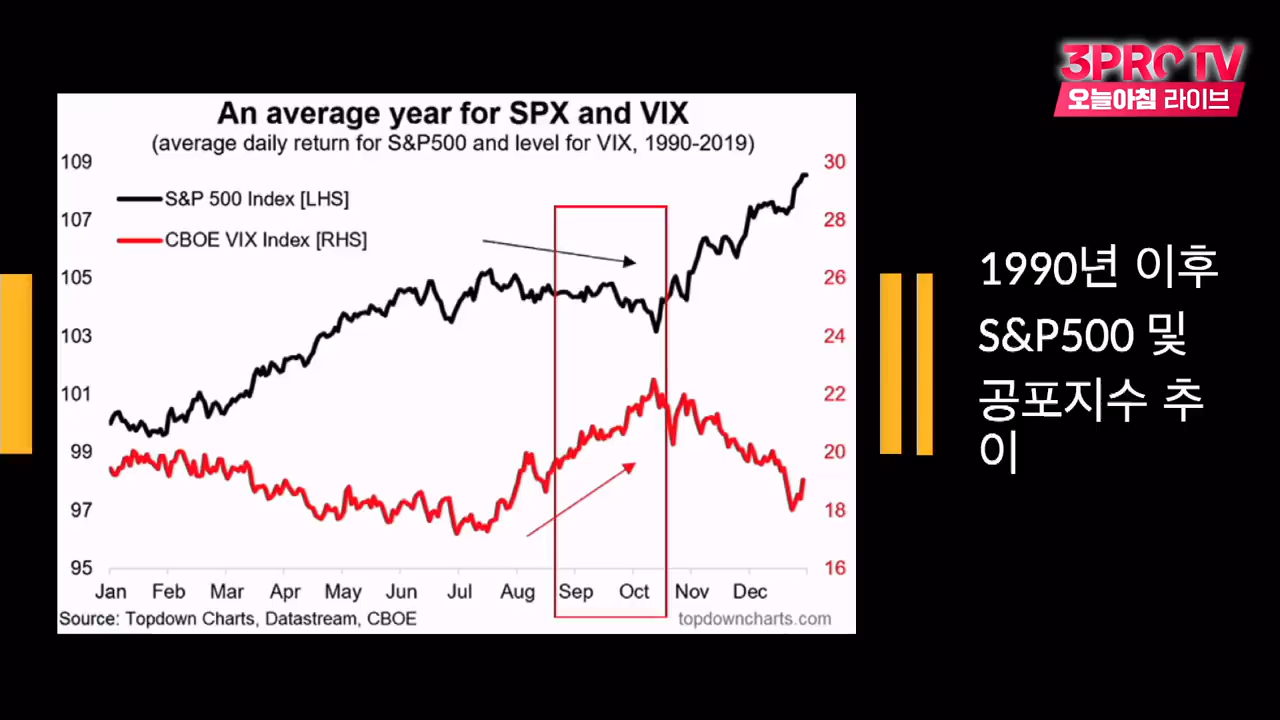 3PRO TV
오늘아침 라이브
An average year for SPX and VIX
(average daily return for S&P500 and level for VIX, 1990-2019)
109
107
105
103
101
99
97
95
30
28
26
24
22
20
18
16
S&P 500 Index [LHS]
CBOE VIX Index [RHS]
Jan Feb Mar Apr May Jun Jul Aug Sep Oct Nov Dec
Source: Topdown Charts, Datastream, CBOE
topdowncharts.com
1990년 이후
S&P500 및
공포지수 추
이